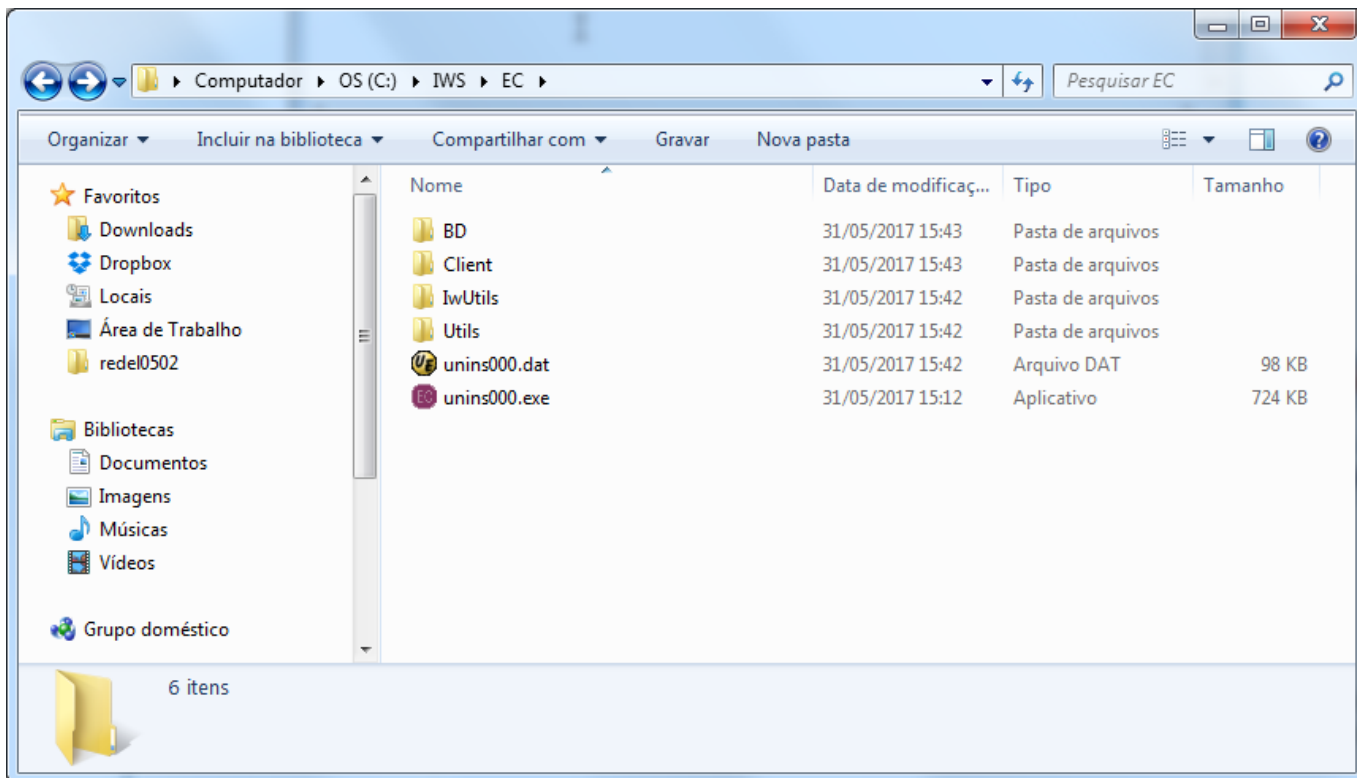 Computador OS (C:) IWS EC
Pesquisar EC
Organizar Incluir na biblioteca Compartilhar com Gravar Nova pasta
Favoritos
Downloads
Dropbox
Locais
Área de Trabalho
redel0502
Bibliotecas
Documentos
Imagens
Músicas
Vídeos
Grupo doméstico
Nome Data de modificaç... Tipo Tamanho
BD 31/05/2017 15:43 Pasta de arquivos
Client 31/05/2017 15:43 Pasta de arquivos
IwUtils 31/05/2017 15:42 Pasta de arquivos
Utils 31/05/2017 15:42 Pasta de arquivos
UE unins000.dat 31/05/2017 15:42 Arquivo DAT 98 KB
EC unins000.exe 31/05/2017 15:12 Aplicativo 724 KB
6 itens